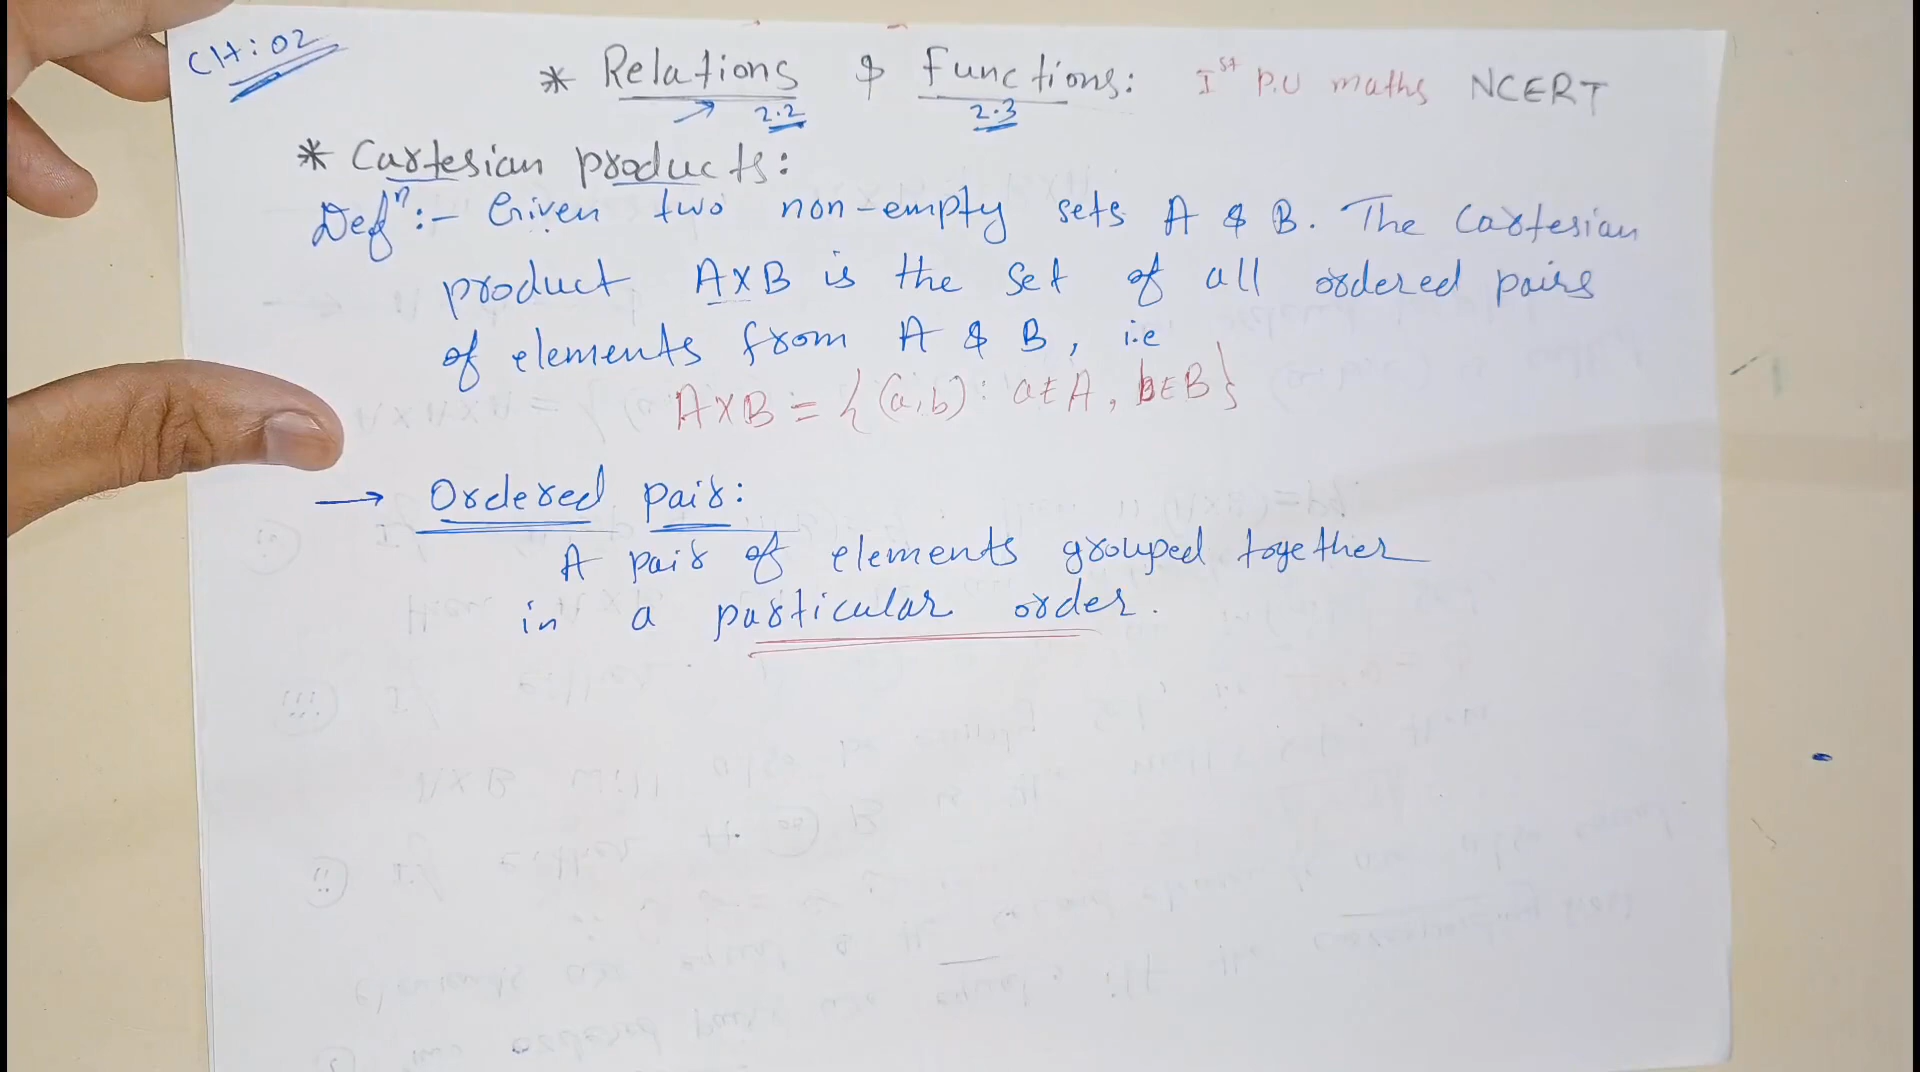 CH:02
* Relations & Functions: Ist P.U maths NCERT
2.2 2.3
* Cartesian products:
Defn:- Given two non-empty sets A & B. The Cartesian
product A×B is the set of all ordered pairs
of elements from A & B, i.e
A×B = {(a,b): a∈A, b∈B}
→ Ordered pair:
A pair of elements grouped together
in a particular order.